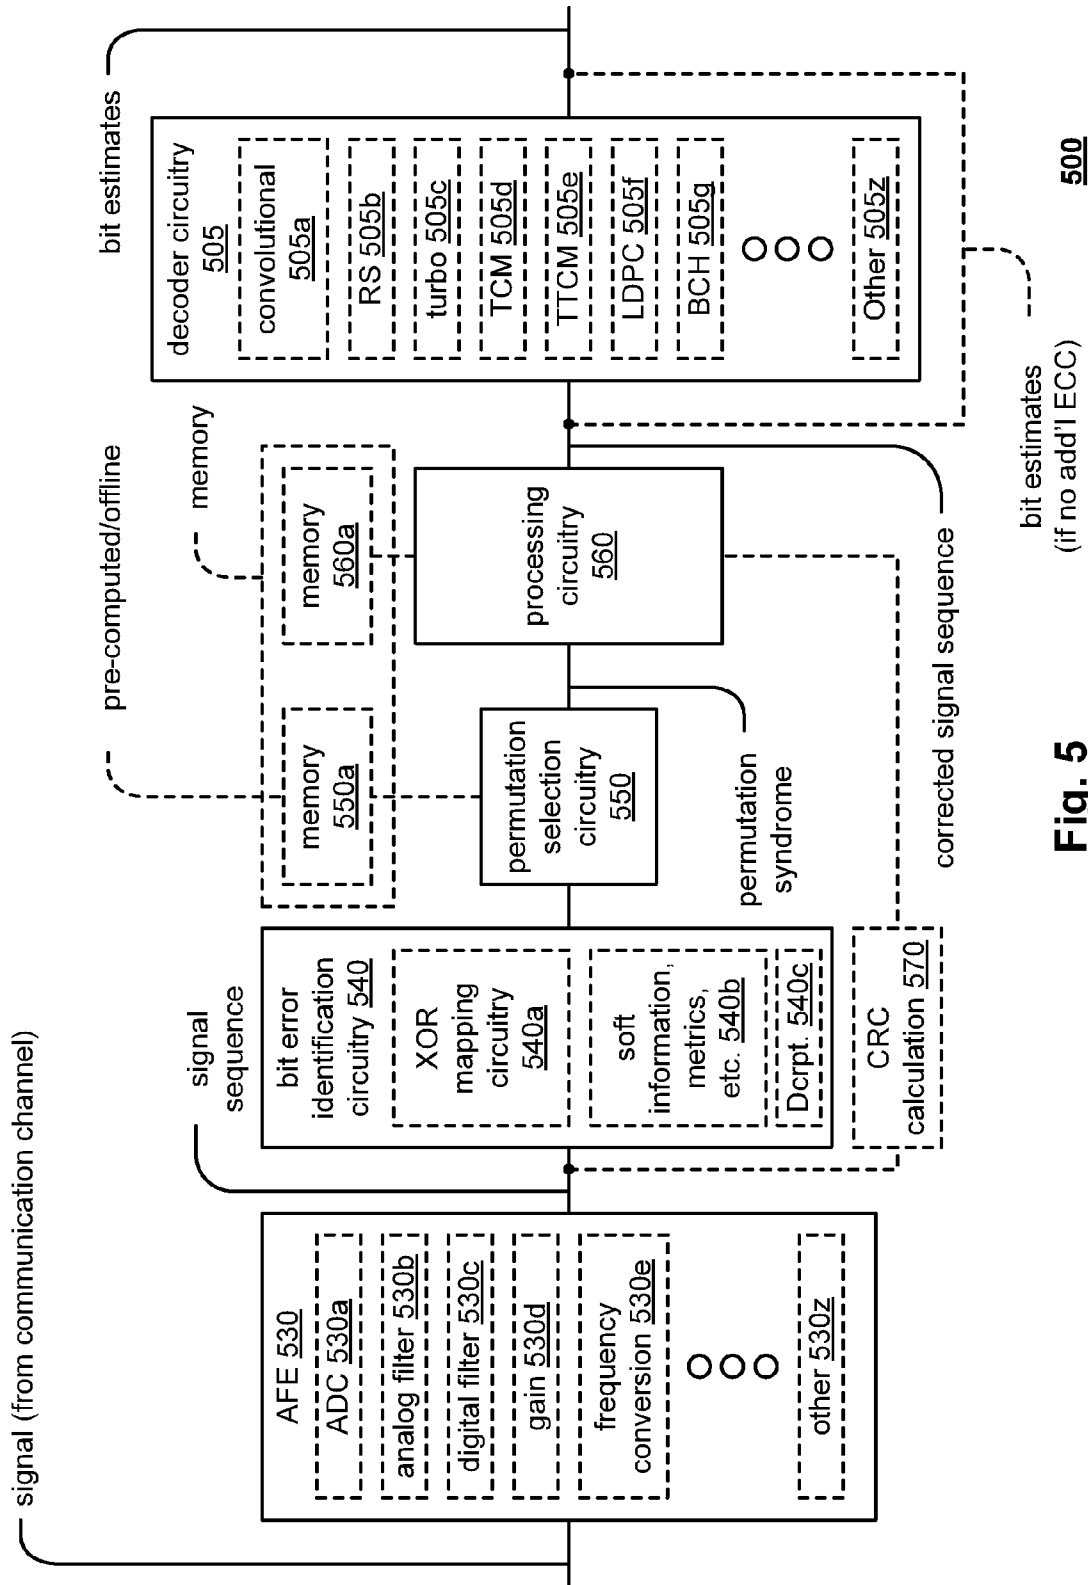 signal (from communication channel)
AFE 530
ADC 530a
analog filter 530b
digital filter 530c
gain 530d
frequency
conversion 530e
other 530z
signal
sequence
bit error
identification
circuitry 540
XOR
mapping
circuitry
540a
soft
information,
metrics,
etc. 540b
Dcrpt. 540c
CRC
calculation 570
pre-computed/offline
memory
memory
550a
memory
560a
permutation
selection
circuitry
550
permutation
syndrome
processing
circuitry
560
corrected signal sequence
bit estimates
decoder circuitry
505
convolutional
505a
RS 505b
turbo 505c
TCM 505d
TTCM 505e
LDPC 505f
BCH 505g
Other 505z
bit estimates
(if no add'l ECC)
Fig. 5
500